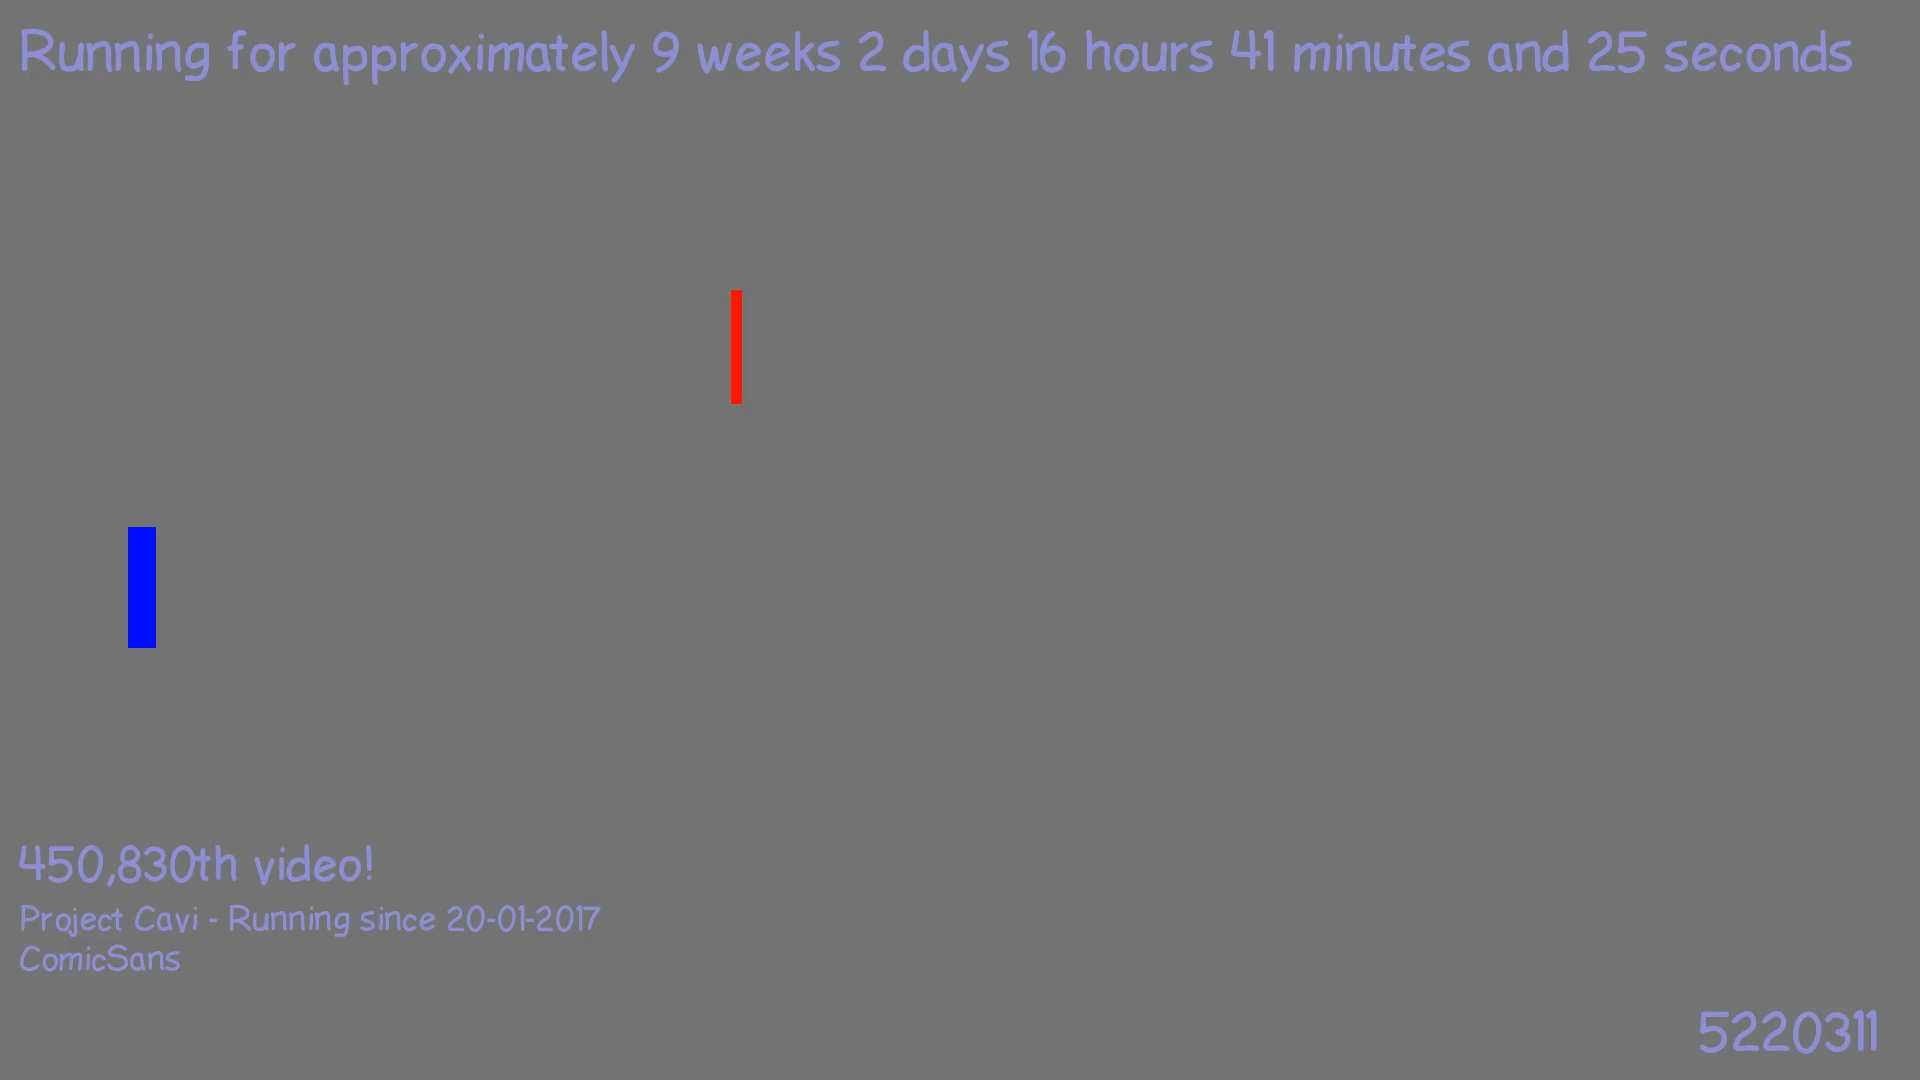 Running for approximately 9 weeks 2 days 16 hours 41 minutes and 25 seconds
450,830th video!
Project Cavi - Running since 20-01-2017
ComicSans
5220311